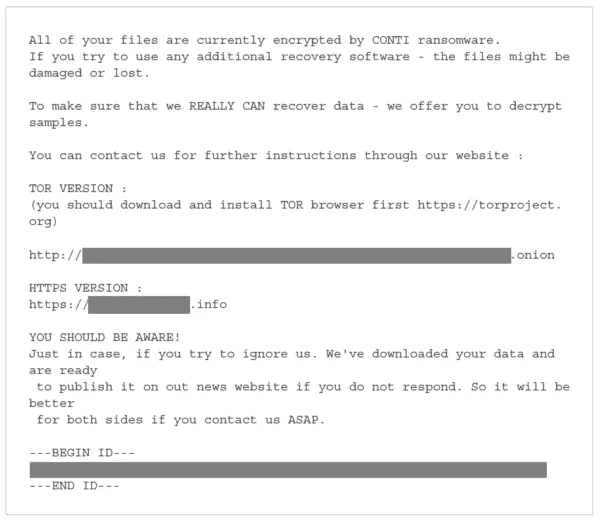 All of your files are currently encrypted by CONTI ransomware.
If you try to use any additional recovery software - the files might be
damaged or lost.
To make sure that we REALLY CAN recover data - we offer you to decrypt
samples.
You can contact us for further instructions through our website :
TOR VERSION :
(you should download and install TOR browser first https://torproject.
org)
http:// .onion
HTTPS VERSION :
https:// .info
YOU SHOULD BE AWARE!
Just in case, if you try to ignore us. We've downloaded your data and
are ready
to publish it on out news website if you do not respond. So it will be
better
for both sides if you contact us ASAP.
---BEGIN ID---
---END ID---